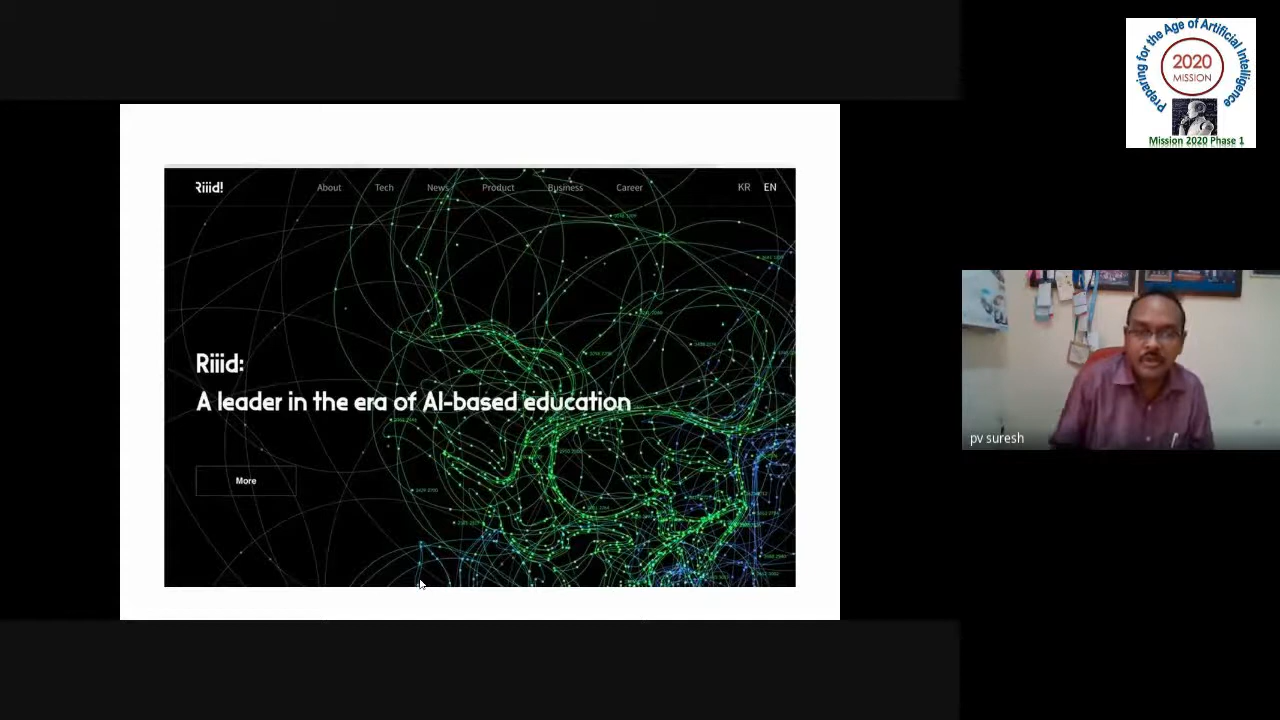 Riiid!
About Tech News Product Business Career
KR EN
Riiid:
A leader in the era of AI-based education
More
Preparing for the Age of Artificial Intelligence
2020
MISSION
Mission 2020 Phase 1
pv suresh